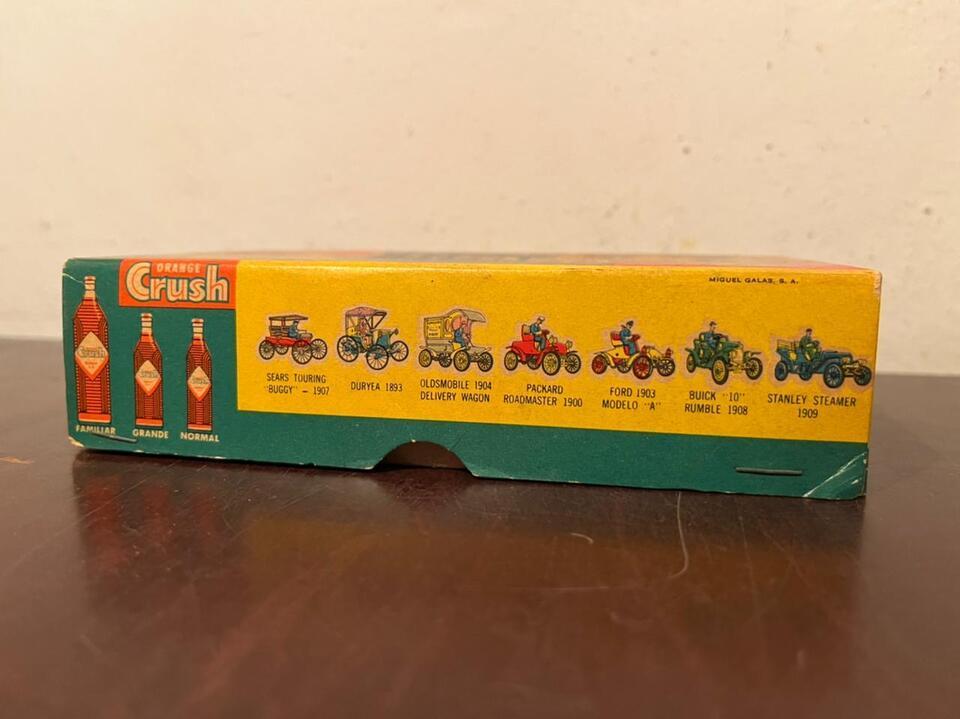 ORANGE
Crush
MIGUEL GALAS, S. A.
Crush
FAMILIAR
GRANDE
NORMAL
SEARS TOURING
"BUGGY" - 1907
DURYEA 1893
OLDSMOBILE 1904
DELIVERY WAGON
PACKARD
ROADMASTER 1900
FORD 1903
MODELO "A"
BUICK "10"
RUMBLE 1908
STANLEY STEAMER
1909